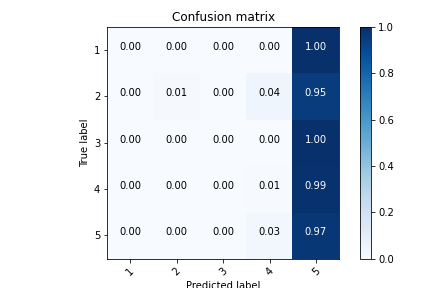 Confusion matrix
1 0.00 0.00 0.00 0.00 1.00
2 0.00 0.01 0.00 0.04 0.95
3 0.00 0.00 0.00 0.00 1.00
4 0.00 0.00 0.00 0.01 0.99
5 0.00 0.00 0.00 0.03 0.97
1 2 3 4 5
True label
Predicted label
1.0
0.8
0.6
0.4
0.2
0.0